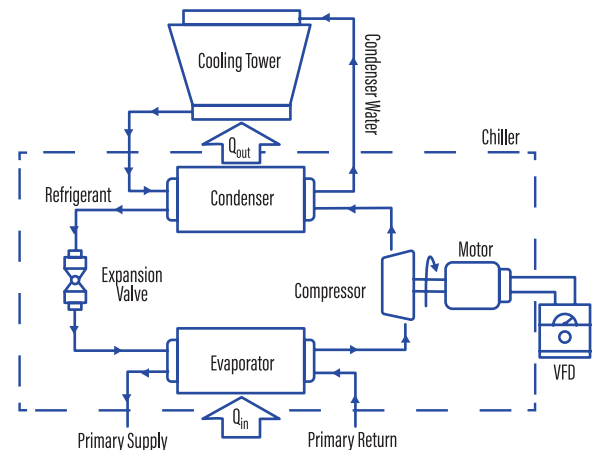 Cooling Tower
Condenser Water
Chiller
Qout
Refrigerant
Condenser
Motor
Expansion
Valve
Compressor
Evaporator
VFD
Qin
Primary Supply
Primary Return